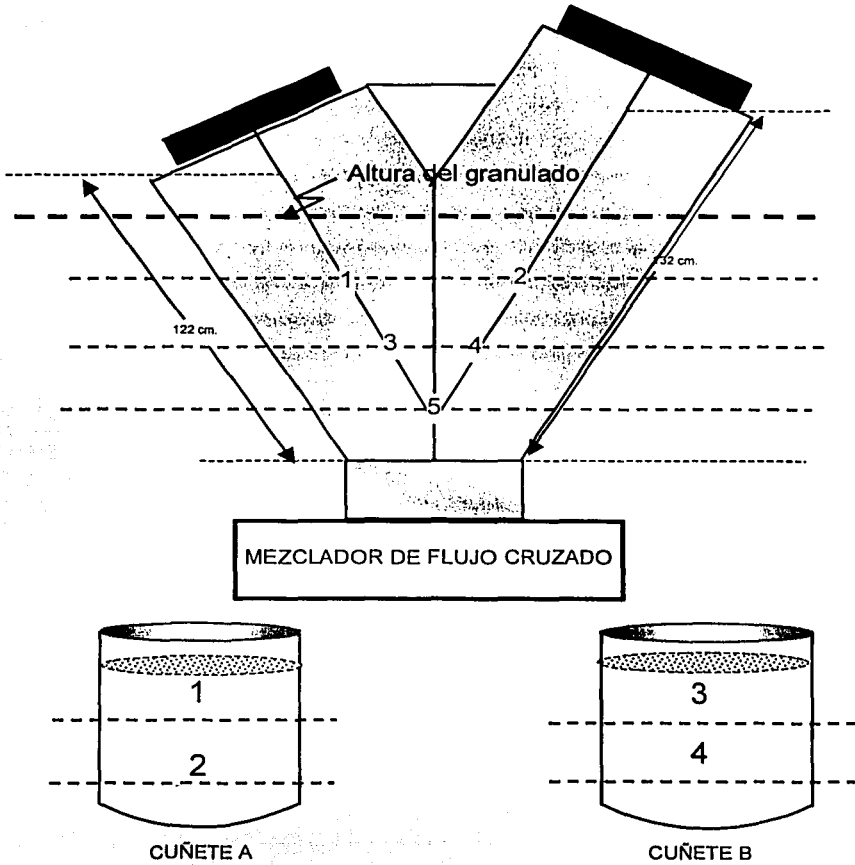 Altura del granulado
1
2
132 cm.
122 cm.
3
4
5
MEZCLADOR DE FLUJO CRUZADO
1
3
2
4
CUÑETE A
CUÑETE B